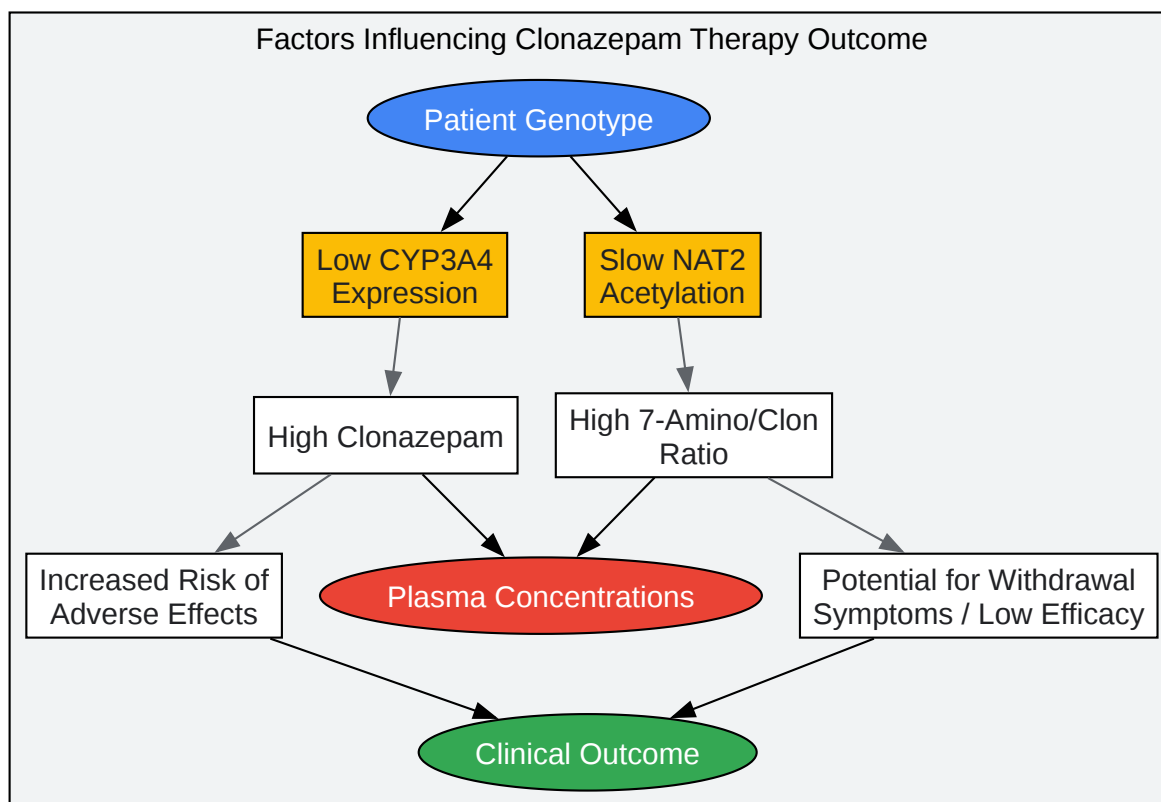 Factors Influencing Clonazepam Therapy Outcome
Patient Genotype
Low CYP3A4
Expression
Slow NAT2
Acetylation
High Clonazepam
High 7-Amino/Clon
Ratio
Increased Risk of
Adverse Effects
Plasma Concentrations
Potential for Withdrawal
Symptoms / Low Efficacy
Clinical Outcome